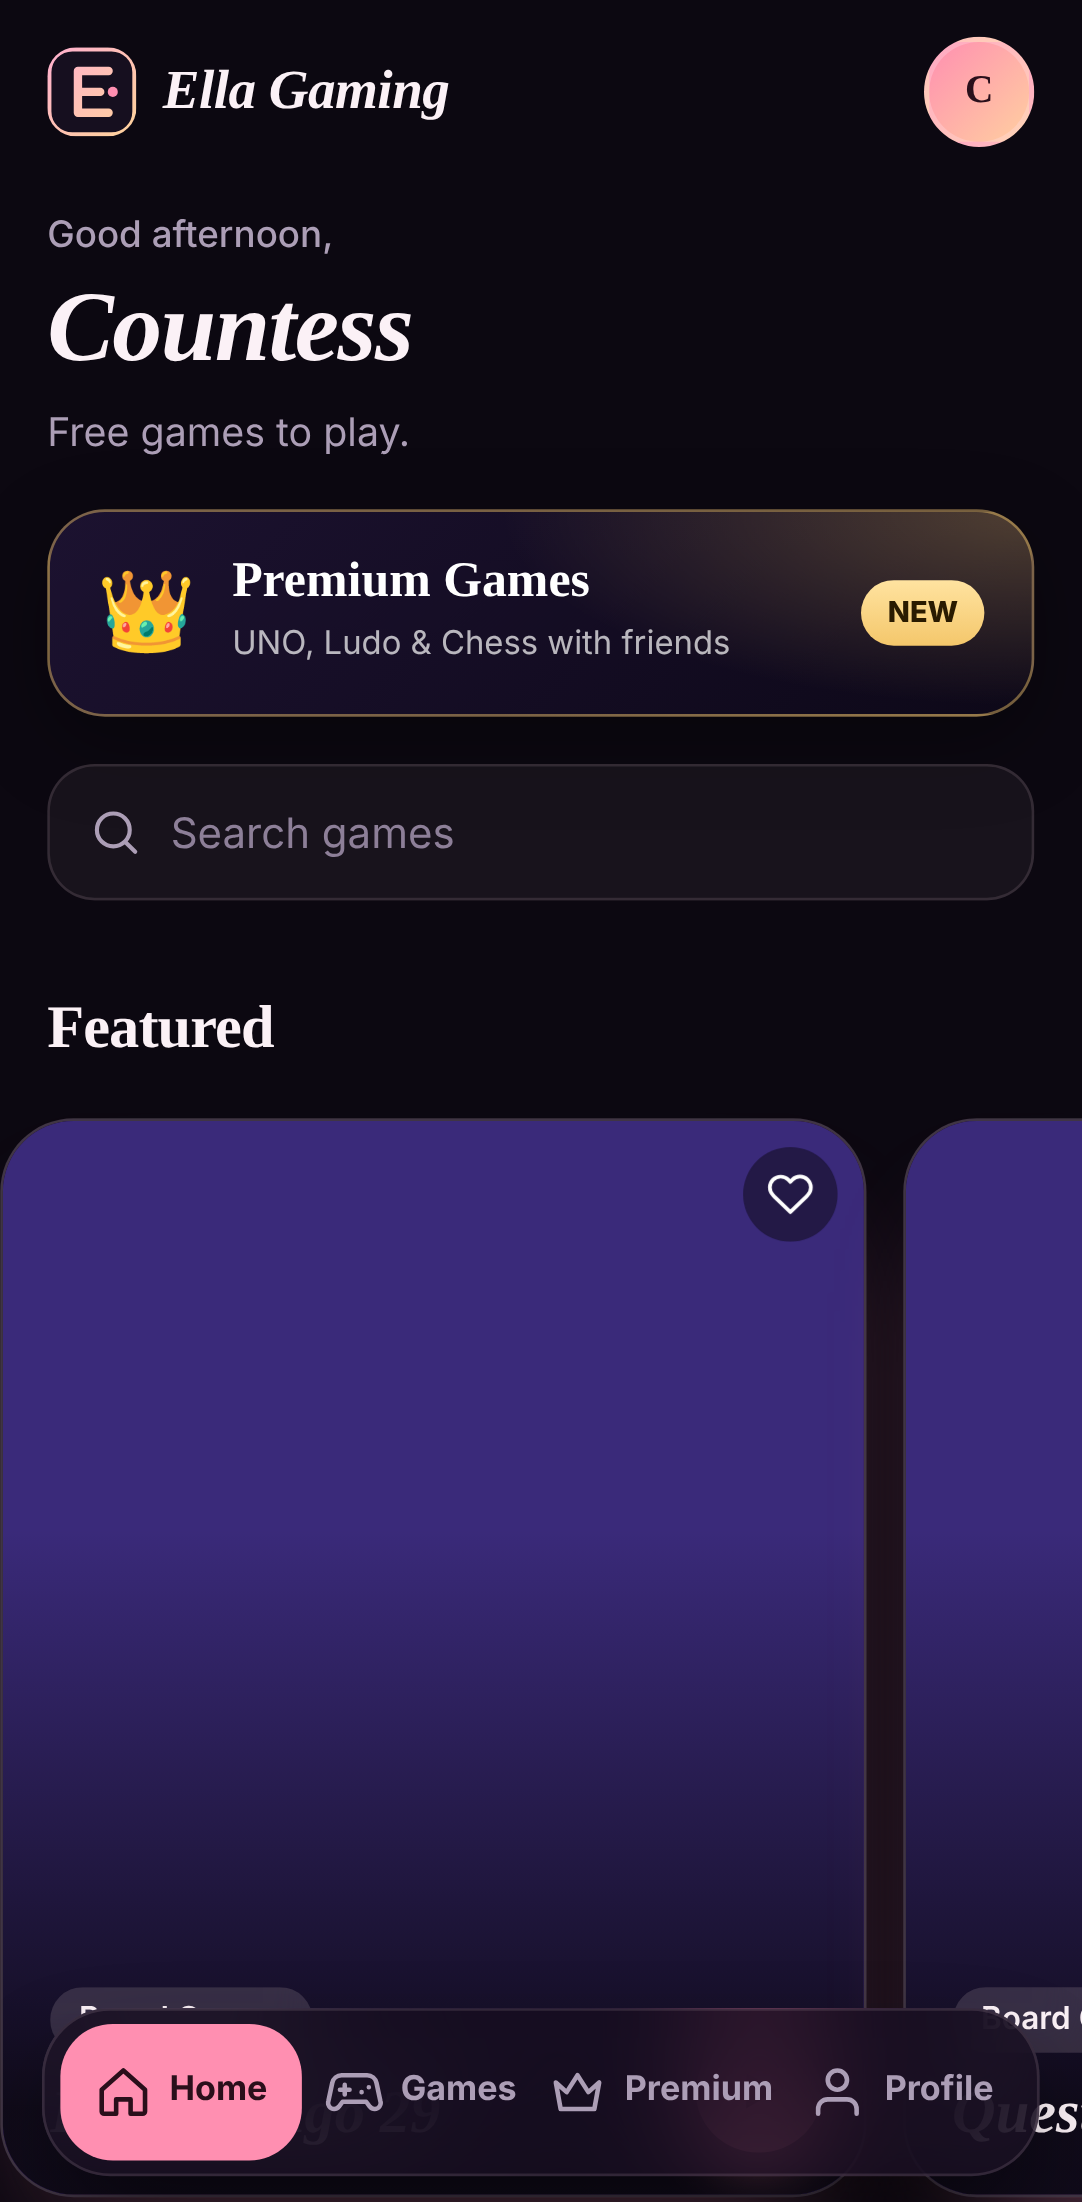 E
Ella Gaming
C
Good afternoon,
Countess
Free games to play.
Premium Games
UNO, Ludo & Chess with friends
NEW
Search games
Featured
Board
Home
Games
Premium
Profile